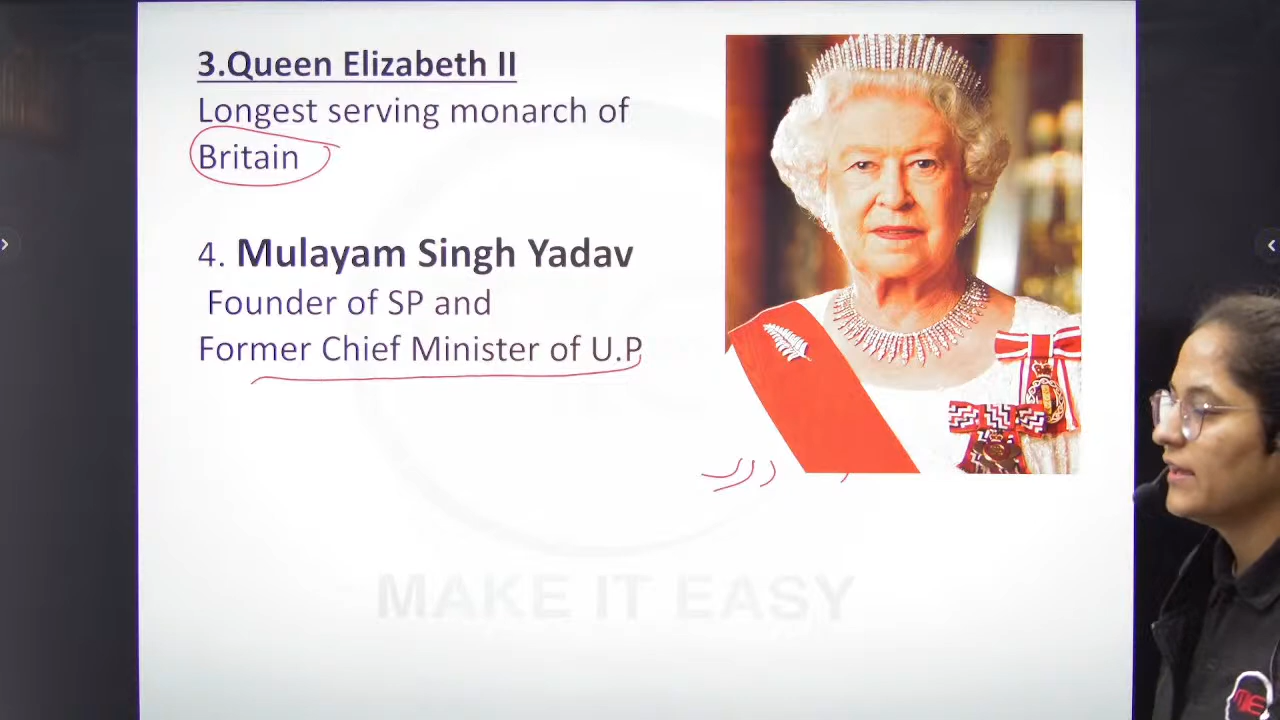 3.Queen Elizabeth II
Longest serving monarch of
Britain
4. Mulayam Singh Yadav
Founder of SP and
Former Chief Minister of U.P
MAKE IT EASY